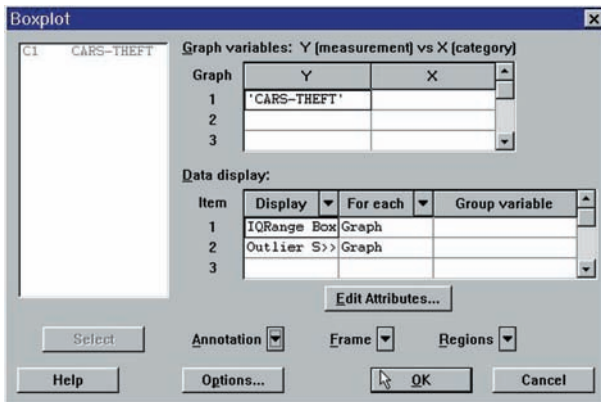 Boxplot
C1 CARS-THEFT
Graph variables: Y (measurement) vs X (category)
Graph Y X
1 'CARS-THEFT'
2
3
Data display:
Item Display For each Group variable
1 IQRange Box Graph
2 Outlier S>> Graph
3
Edit Attributes...
Select Annotation Frame Regions
Help Options... OK Cancel